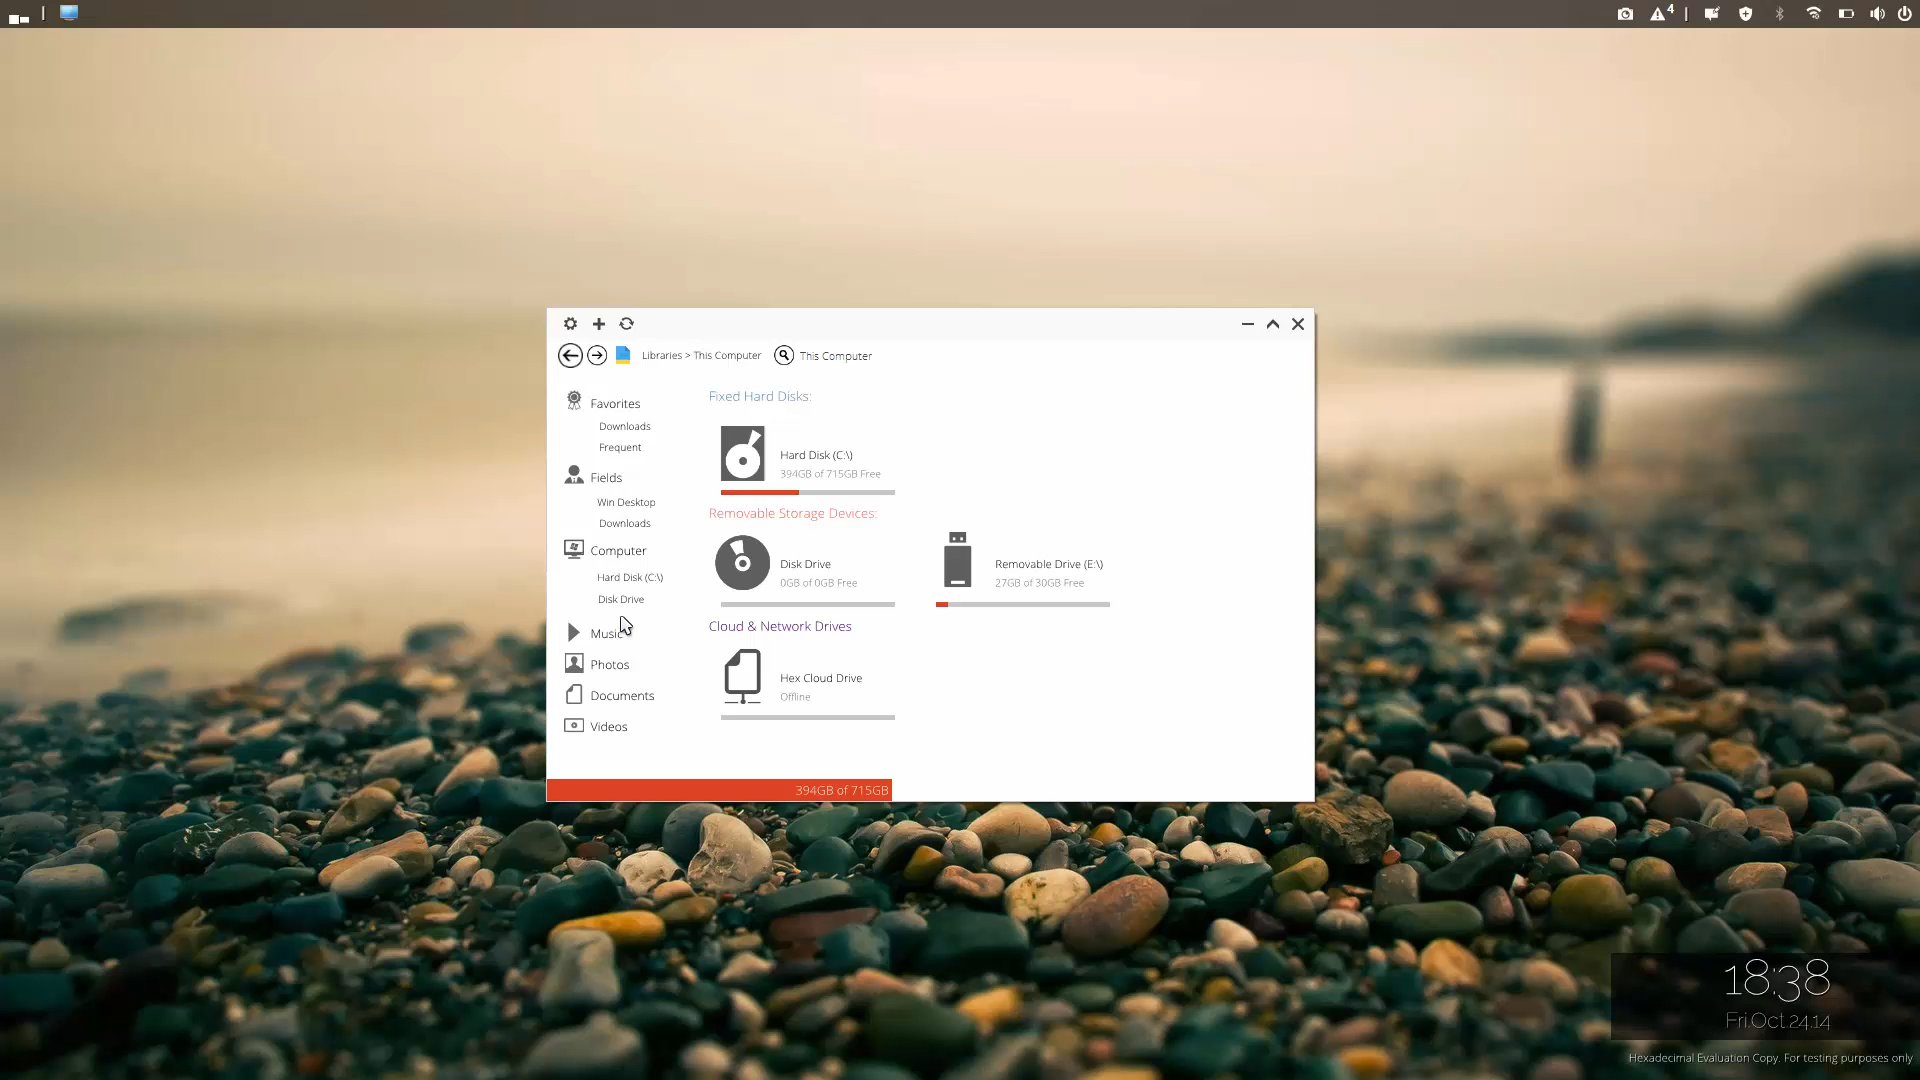 4
Libraries > This Computer
This Computer
Favorites
Downloads
Frequent
Fields
Win Desktop
Downloads
Computer
Hard Disk (C:\)
Disk Drive
Music
Photos
Documents
Videos
Fixed Hard Disks:
Hard Disk (C:\)
394GB of 715GB Free
Removable Storage Devices:
Disk Drive
0GB of 0GB Free
Removable Drive (E:\)
27GB of 30GB Free
Cloud & Network Drives
Hex Cloud Drive
Offline
394GB of 715GB
18:38
Fri.Oct.24.14
Hexadecimal Evaluation Copy. For testing purposes only